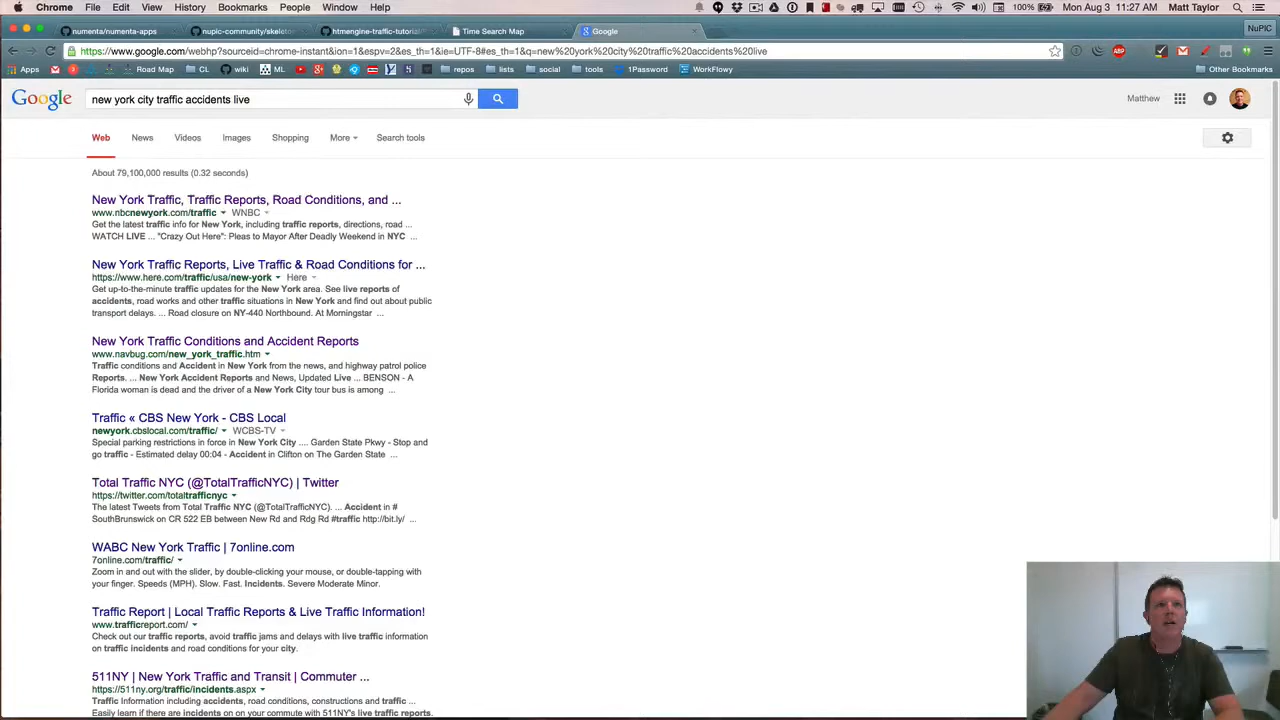 Chrome File Edit View History Bookmarks People Window Help 100% Mon Aug 3 11:27 AM Matt Taylor
numenta/numenta-apps nupic-community/skeleton htmengine-traffic-tutorial Time Search Map Google NuPIC
https://www.google.com/webhp?sourceid=chrome-instant&ion=1&espv=2&es_th=1&ie=UTF-8#es_th=1&q=new%20york%20city%20traffic%20accidents%20live
Apps Road Map CL wiki ML repos lists social tools 1Password WorkFlowy Other Bookmarks
Google new york city traffic accidents live Matthew
Web News Videos Images Shopping More Search tools
About 79,100,000 results (0.32 seconds)
New York Traffic, Traffic Reports, Road Conditions, and ...
www.nbcnewyork.com/traffic WNBC
Get the latest traffic info for New York, including traffic reports, directions, road ...
WATCH LIVE ... "Crazy Out Here": Pleas to Mayor After Deadly Weekend in NYC ...
New York Traffic Reports, Live Traffic & Road Conditions for ...
https://www.here.com/traffic/usa/new-york Here
Get up-to-the-minute traffic updates for the New York area. See live reports of
accidents, road works and other traffic situations in New York and find out about public
transport delays. ... Road closure on NY-440 Northbound. At Morningstar ...
New York Traffic Conditions and Accident Reports
www.navbug.com/new_york_traffic.htm
Traffic conditions and Accident in New York from the news, and highway patrol police
Reports. ... New York Accident Reports and News, Updated Live ... BENSON - A
Florida woman is dead and the driver of a New York City tour bus is among ...
Traffic « CBS New York - CBS Local
newyork.cbslocal.com/traffic/ WCBS-TV
Special parking restrictions in force in New York City .... Garden State Pkwy - Stop and
go traffic - Estimated delay 00:04 - Accident in Clifton on The Garden State ...
Total Traffic NYC (@TotalTrafficNYC) | Twitter
https://twitter.com/totaltrafficnyc
The latest Tweets from Total Traffic NYC (@TotalTrafficNYC). ... Accident in #
SouthBrunswick on CR 522 EB between New Rd and Rdg Rd #traffic http://bit.ly/ ...
WABC New York Traffic | 7online.com
7online.com/traffic/
Zoom in and out with the slider, by double-clicking your mouse, or double-tapping with
your finger. Speeds (MPH). Slow. Fast. Incidents. Severe Moderate Minor.
Traffic Report | Local Traffic Reports & Live Traffic Information!
www.trafficreport.com/
Check out our traffic reports, avoid traffic jams and delays with live traffic information
on traffic incidents and road conditions for your city.
511NY | New York Traffic and Transit | Commuter ...
https://511ny.org/traffic/incidents.aspx
Traffic Information including accidents, road conditions, constructions and traffic ...
Easily learn if there are incidents on on your commute with 511NY's live traffic reports.